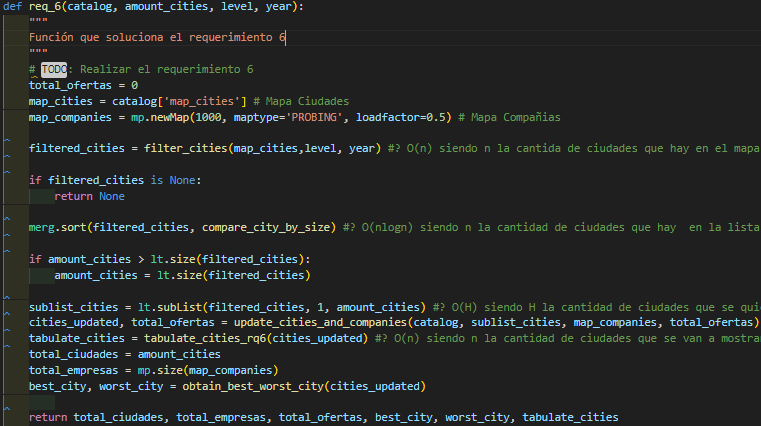 def req_6(catalog, amount_cities, level, year):
"""
Función que soluciona el requerimiento 6
"""
# TODO: Realizar el requerimiento 6
total_ofertas = 0
map_cities = catalog['map_cities'] # Mapa Ciudades
map_companies = mp.newMap(1000, maptype='PROBING', loadfactor=0.5) # Mapa Compañias
filtered_cities = filter_cities(map_cities,level, year) #? O(n) siendo n la cantida de ciudades que hay en el mapa
if filtered_cities is None:
return None
merg.sort(filtered_cities, compare_city_by_size) #? O(nlogn) siendo n la cantidad de ciudades que hay  en la lista
if amount_cities > lt.size(filtered_cities):
amount_cities = lt.size(filtered_cities)
sublist_cities = lt.subList(filtered_cities, 1, amount_cities) #? O(H) siendo H la cantidad de ciudades que se quie
cities_updated, total_ofertas = update_cities_and_companies(catalog, sublist_cities, map_companies, total_ofertas)
tabulate_cities = tabulate_cities_rq6(cities_updated) #? O(n) siendo n la cantidad de ciudades que se van a mostrar
total_ciudades = amount_cities
total_empresas = mp.size(map_companies)
best_city, worst_city = obtain_best_worst_city(cities_updated)
return total_ciudades, total_empresas, total_ofertas, best_city, worst_city, tabulate_cities